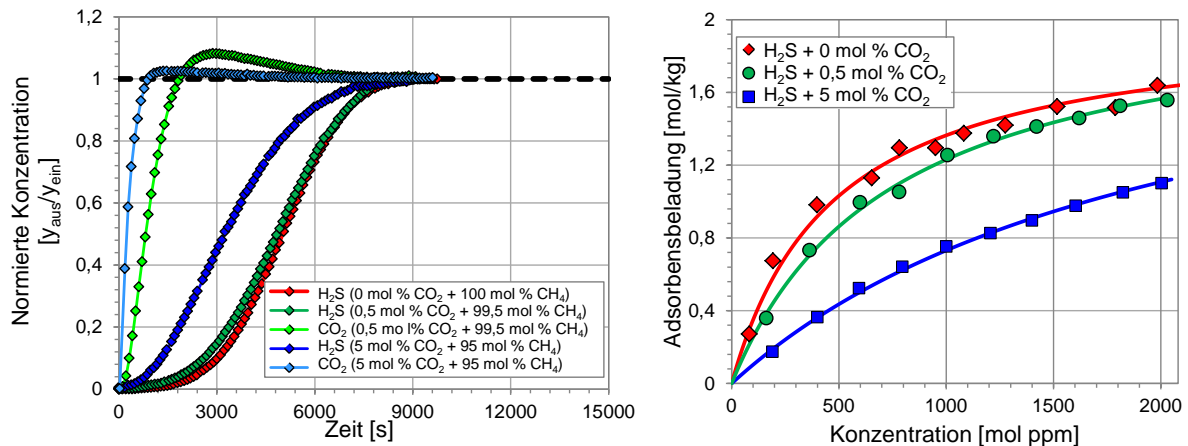 1,2
1
0,8
0,6
0,4
0,2
0
0
3000
6000
9000
12000
15000
Normierte Konzentration
[y_aus/y_ein]
Zeit [s]
H₂S (0 mol % CO₂ + 100 mol % CH₄)
H₂S (0,5 mol % CO₂ + 99,5 mol % CH₄)
CO₂ (0,5 mo l% CO₂ + 99,5 mol % CH₄)
H₂S (5 mol % CO₂ + 95 mol % CH₄)
CO₂ (5 mol % CO₂ + 95 mol % CH₄)
2
1.6
1.2
0.8
0.4
0
0
500
1000
1500
2000
Adsorbensbeladung [mol/kg]
Konzentration [mol ppm]
H₂S + 0 mol % CO₂
H₂S + 0,5 mol % CO₂
H₂S + 5 mol % CO₂